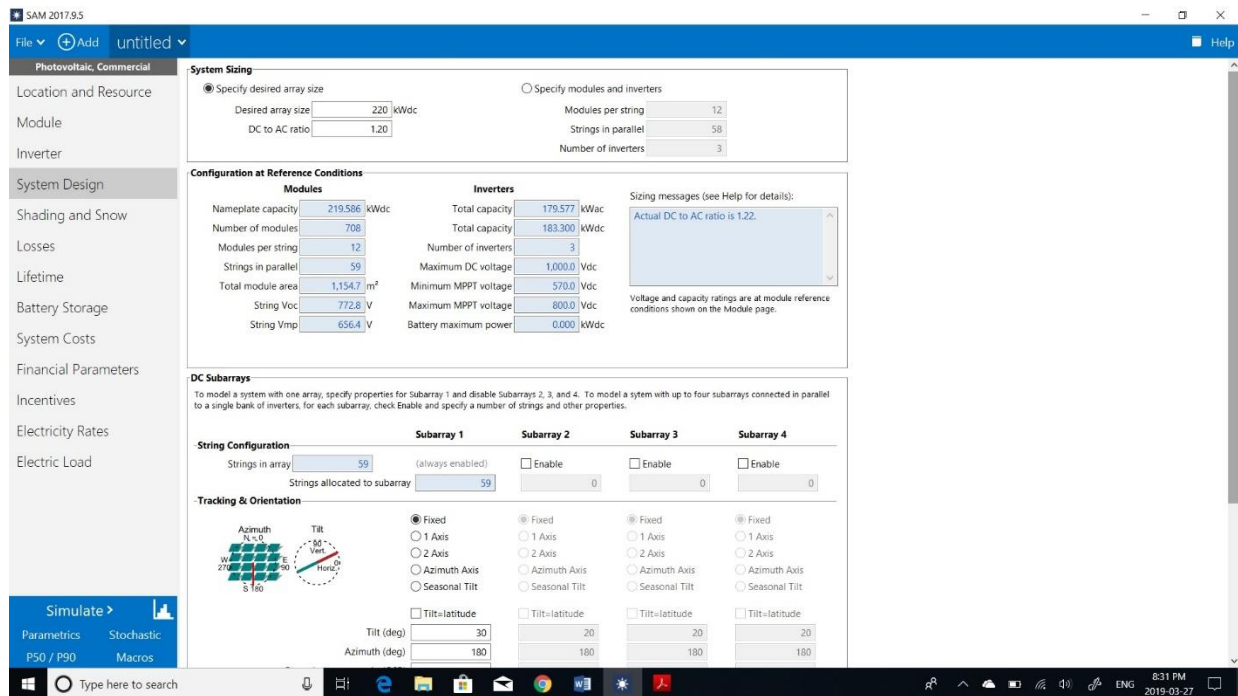 SAM 2017.9.5
File Add untitled Help
Photovoltaic, Commercial
Location and Resource
Module
Inverter
System Design
Shading and Snow
Losses
Lifetime
Battery Storage
System Costs
Financial Parameters
Incentives
Electricity Rates
Electric Load
Simulate >
Parametrics Stochastic
P50 / P90 Macros
System Sizing
Specify desired array size Specify modules and inverters
Desired array size 220 kWdc Modules per string 12
DC to AC ratio 1.20 Strings in parallel 58
Number of inverters 3
Configuration at Reference Conditions
Modules Inverters
Sizing messages (see Help for details):
Nameplate capacity 219.586 kWdc Total capacity 179.577 kWac Actual DC to AC ratio is 1.22.
Number of modules 708 Total capacity 183.300 kWdc
Modules per string 12 Number of inverters 3
Strings in parallel 59 Maximum DC voltage 1,000.0 Vdc
Total module area 1,154.7 m² Minimum MPPT voltage 570.0 Vdc
String Voc 772.8 V Maximum MPPT voltage 800.0 Vdc
String Vmp 656.4 V Battery maximum power 0.000 kWdc
Voltage and capacity ratings are at module reference
conditions shown on the Module page.
DC Subarrays
To model a system with one array, specify properties for Subarray 1 and disable Subarrays 2, 3, and 4. To model a sytem with up to four subarrays connected in parallel
to a single bank of inverters, for each subarray, check Enable and specify a number of strings and other properties.
Subarray 1 Subarray 2 Subarray 3 Subarray 4
String Configuration
Strings in array 59 (always enabled) Enable Enable Enable
Strings allocated to subarray 59 0 0 0
Tracking & Orientation
Azimuth Tilt
N = 0 90
Vert.
W E
270 90 Horiz. 0
S 180
Fixed Fixed Fixed Fixed
1 Axis 1 Axis 1 Axis 1 Axis
2 Axis 2 Axis 2 Axis 2 Axis
Azimuth Axis Azimuth Axis Azimuth Axis Azimuth Axis
Seasonal Tilt Seasonal Tilt Seasonal Tilt Seasonal Tilt
Tilt=latitude Tilt=latitude Tilt=latitude Tilt=latitude
Tilt (deg) 30 20 20 20
Azimuth (deg) 180 180 180 180
Type here to search
ENG
8:31 PM
2019-03-27